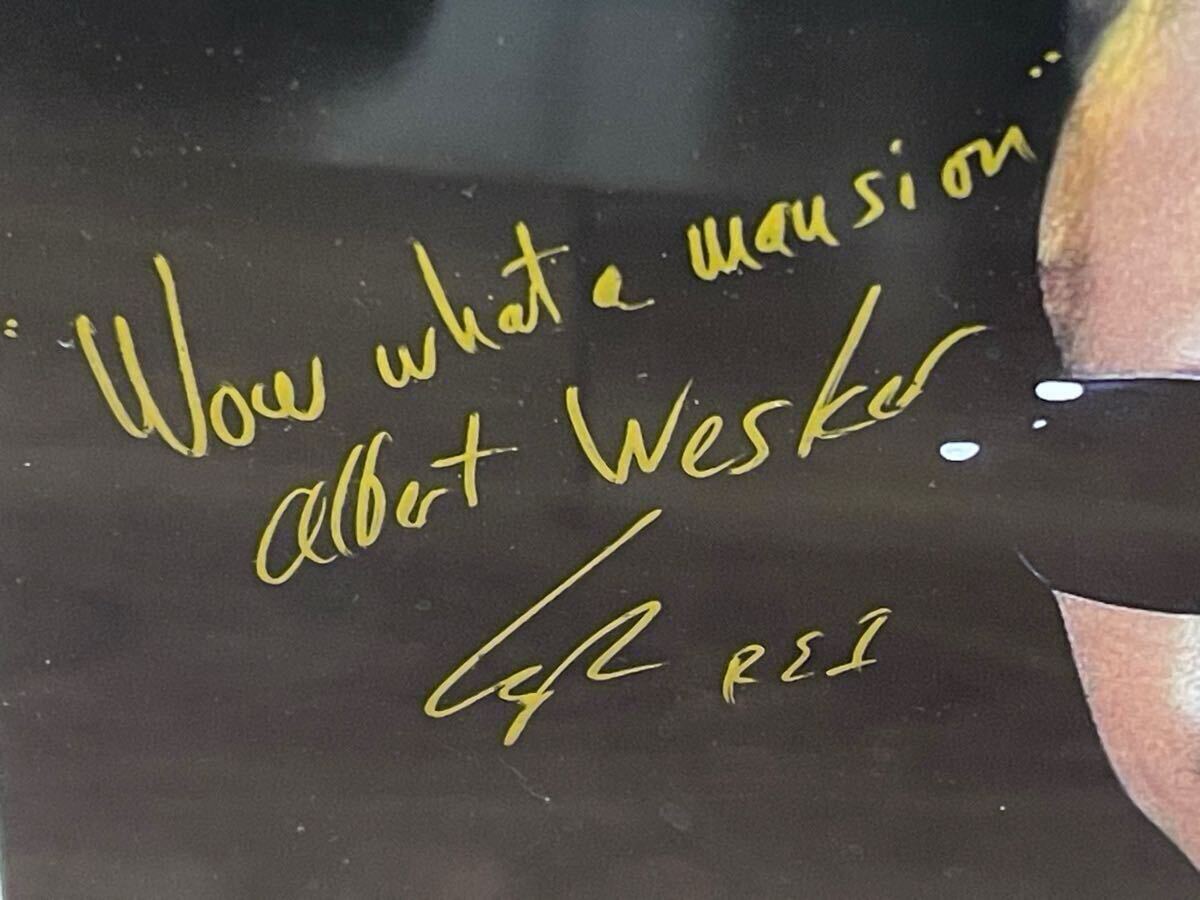 "Wow what a mansion"
Albert Wesker
RE1